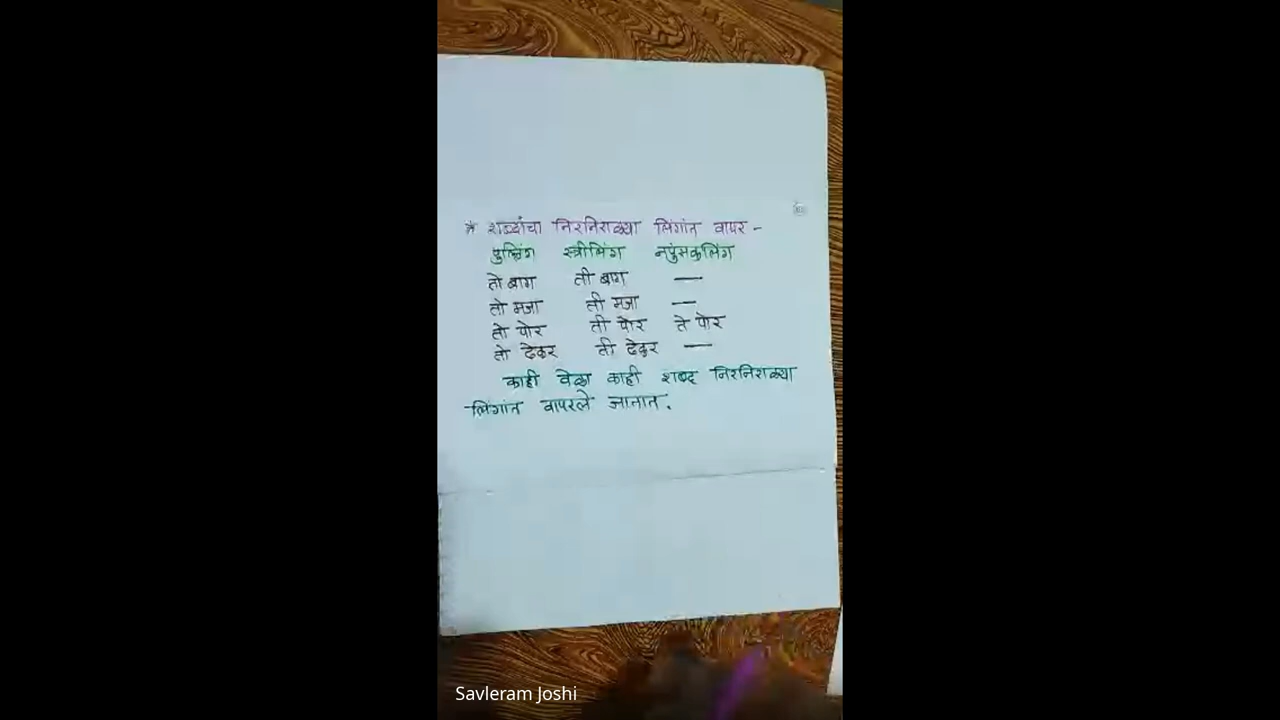 * शब्दांचा निरनिराळ्या लिंगांत वापर -
पुल्लिंग स्त्रीलिंग नपुंसकलिंग
तो बाग ती बाग —
तो मजा ती मजा —
तो पोर ती पोर ते पोर
तो ढेकर ती ढेकर —
काही वेळा काही शब्द निरनिराळ्या
लिंगांत वापरले जातात.
Savleram Joshi